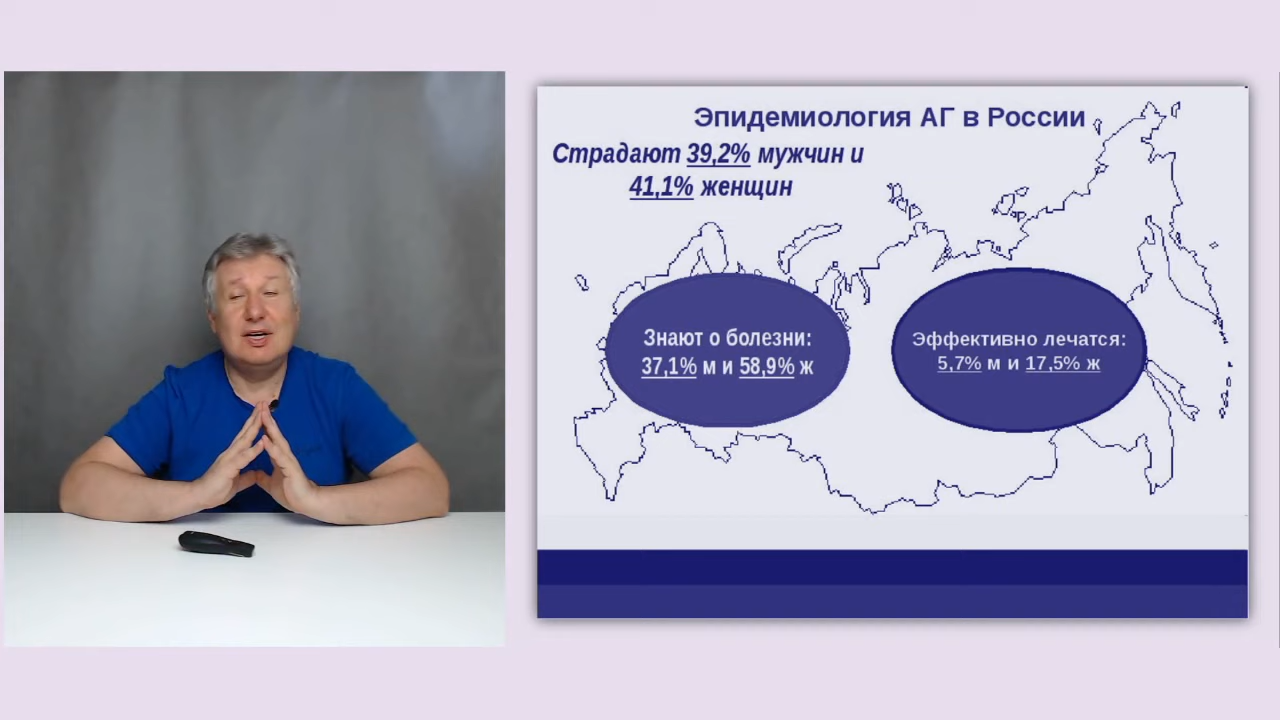 Эпидемиология АГ в России
Страдают 39,2% мужчин и
41,1% женщин
Знают о болезни:
37,1% м и 58,9% ж
Эффективно лечатся:
5,7% м и 17,5% ж